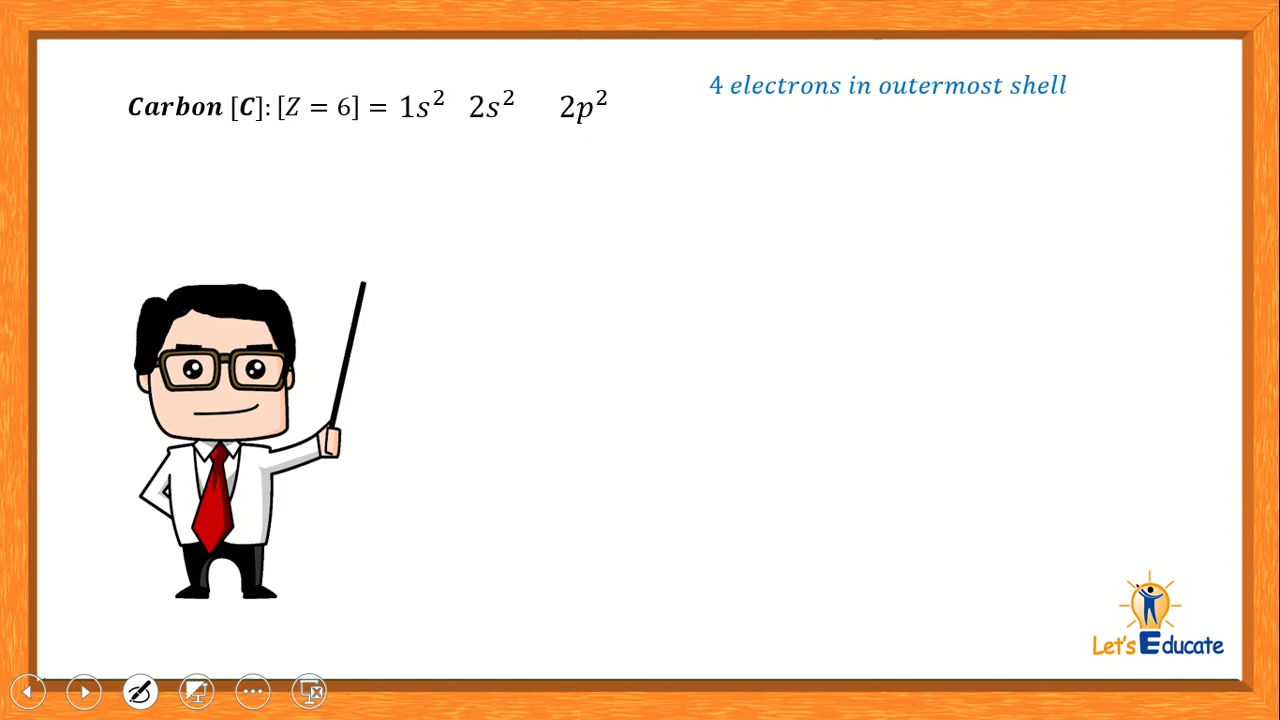 4 electrons in outermost shell
Carbon [C]: [Z = 6] = 1s² 2s² 2p²
Let's Educate